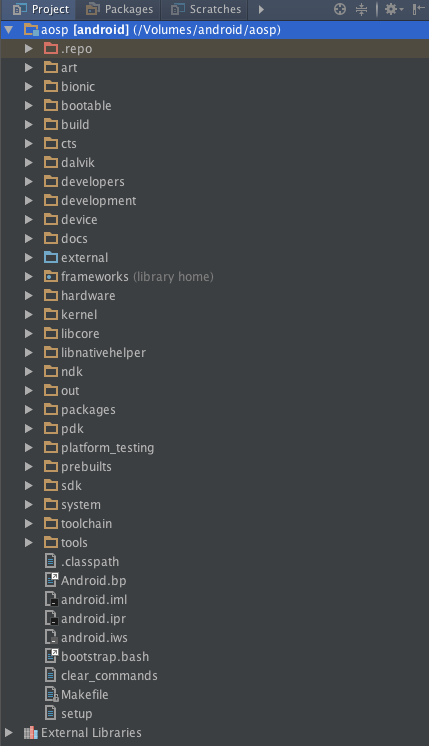 Project Packages Scratches
aosp [android] (/Volumes/android/aosp)
.repo
art
bionic
bootable
build
cts
dalvik
developers
development
device
docs
external
frameworks (library home)
hardware
kernel
libcore
libnativehelper
ndk
out
packages
pdk
platform_testing
prebuilts
sdk
system
toolchain
tools
.classpath
Android.bp
android.iml
android.ipr
android.iws
bootstrap.bash
clear_commands
Makefile
setup
External Libraries